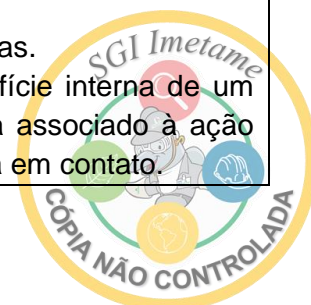 as.
fície interna de um
a associado à ação
a em contato.
SGI Imetame
CÓPIA NÃO CONTROLADA